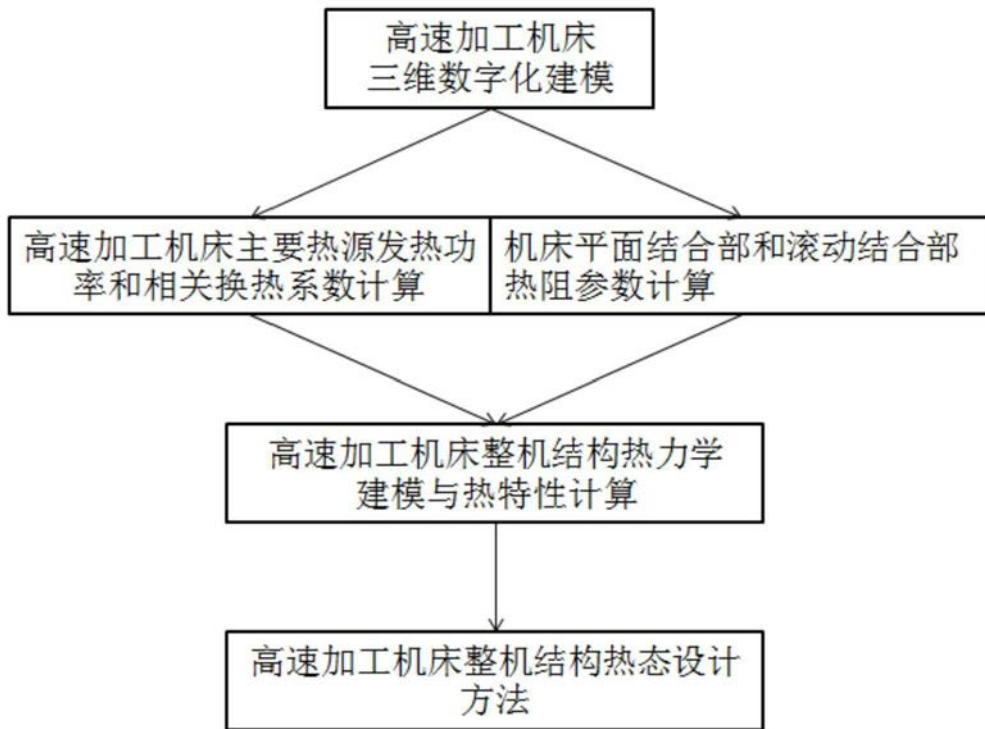 高速加工机床
三维数字化建模
高速加工机床主要热源发热功
率和相关换热系数计算
机床平面结合部和滚动结合部
热阻参数计算
高速加工机床整机结构热力学
建模与热特性计算
高速加工机床整机结构热态设计
方法